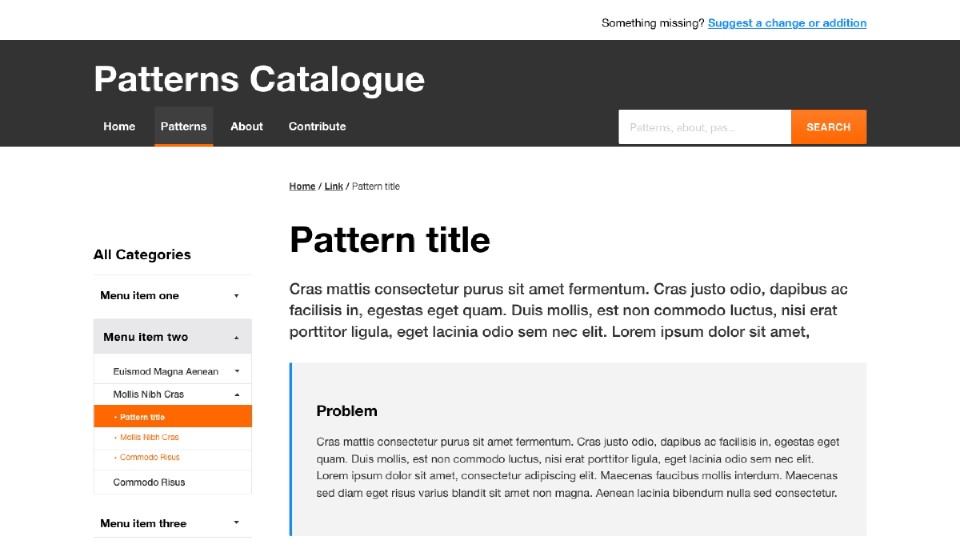 Something missing? Suggest a change or addition
Patterns Catalogue
Home
Patterns
About
Contribute
Patterns, about, pas...
SEARCH
Home / Link / Pattern title
All Categories
Menu item one
Menu item two
Euismod Magna Aenean
Mollis Nibh Cras
• Pattern title
• Mollis Nibh Cras
• Commodo Risus
Commodo Risus
Menu item three
Pattern title
Cras mattis consectetur purus sit amet fermentum. Cras justo odio, dapibus ac
facilisis in, egestas eget quam. Duis mollis, est non commodo luctus, nisi erat
porttitor ligula, eget lacinia odio sem nec elit. Lorem ipsum dolor sit amet,
Problem
Cras mattis consectetur purus sit amet fermentum. Cras justo odio, dapibus ac facilisis in, egestas eget
quam. Duis mollis, est non commodo luctus, nisi erat porttitor ligula, eget lacinia odio sem nec elit.
Lorem ipsum dolor sit amet, consectetur adipiscing elit. Maecenas faucibus mollis interdum. Maecenas
sed diam eget risus varius blandit sit amet non magna. Aenean lacinia bibendum nulla sed consectetur.